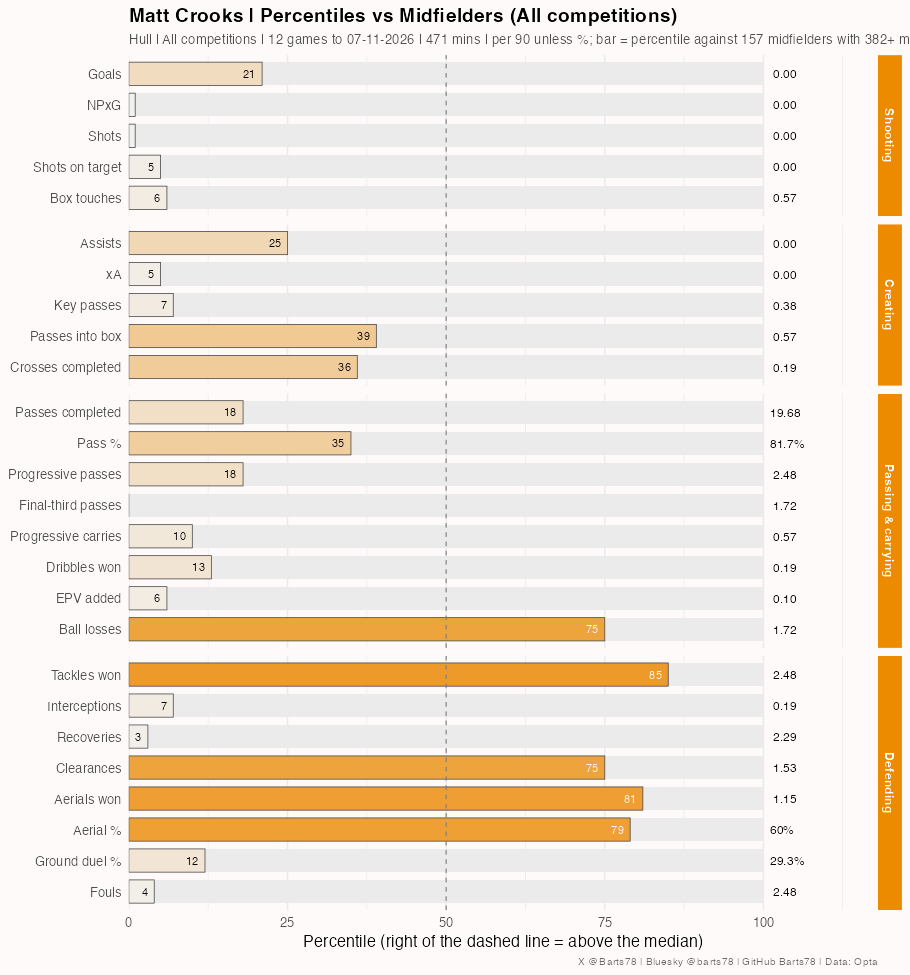 Matt Crooks | Percentiles vs Midfielders (All competitions)
Hull | All competitions | 12 games to 07-11-2026 | 471 mins | per 90 unless %; bar = percentile against 157 midfielders with 382+ m
Shooting
Goals 21 0.00
NPxG 0.00
Shots 0.00
Shots on target 5 0.00
Box touches 6 0.57
Creating
Assists 25 0.00
xA 5 0.00
Key passes 7 0.38
Passes into box 39 0.57
Crosses completed 36 0.19
Passing & carrying
Passes completed 18 19.68
Pass % 35 81.7%
Progressive passes 18 2.48
Final-third passes 1.72
Progressive carries 10 0.57
Dribbles won 13 0.19
EPV added 6 0.10
Ball losses 75 1.72
Defending
Tackles won 85 2.48
Interceptions 7 0.19
Recoveries 3 2.29
Clearances 75 1.53
Aerials won 81 1.15
Aerial % 79 60%
Ground duel % 12 29.3%
Fouls 4 2.48
0 25 50 75 100
Percentile (right of the dashed line = above the median)
X @Barts78 | Bluesky @barts78 | GitHub Barts78 | Data: Opta